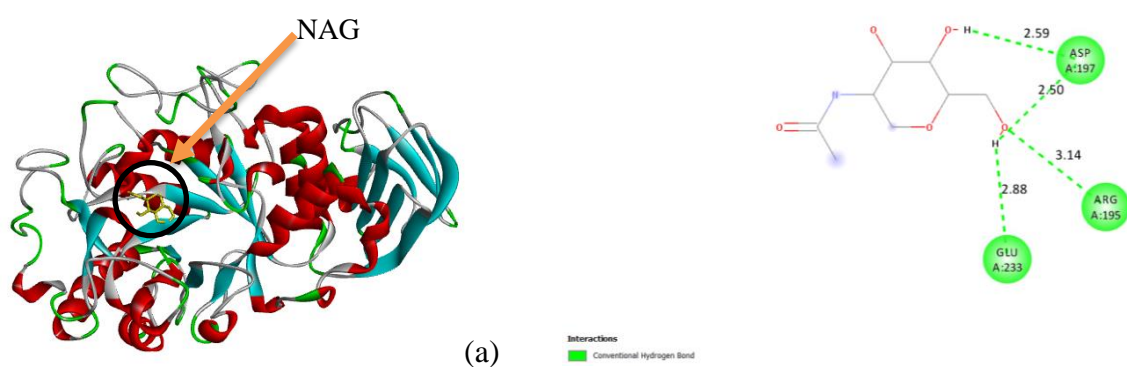 NAG
(a)
O
O
H
2.59
ASP
A:197
N
2.50
O
O
O
H
3.14
2.88
ARG
A:195
GLU
A:233
Interactions
Conventional Hydrogen Bond